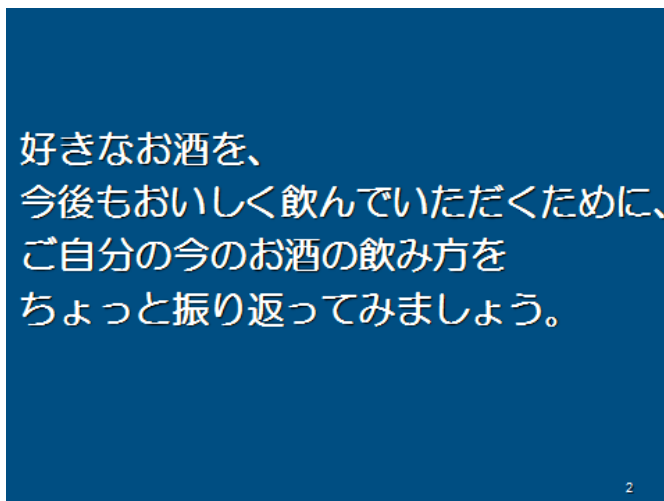 好きなお酒を、
今後もおいしく飲んでいただくために、
ご自分の今のお酒の飲み方を
ちょっと振り返ってみましょう。
2